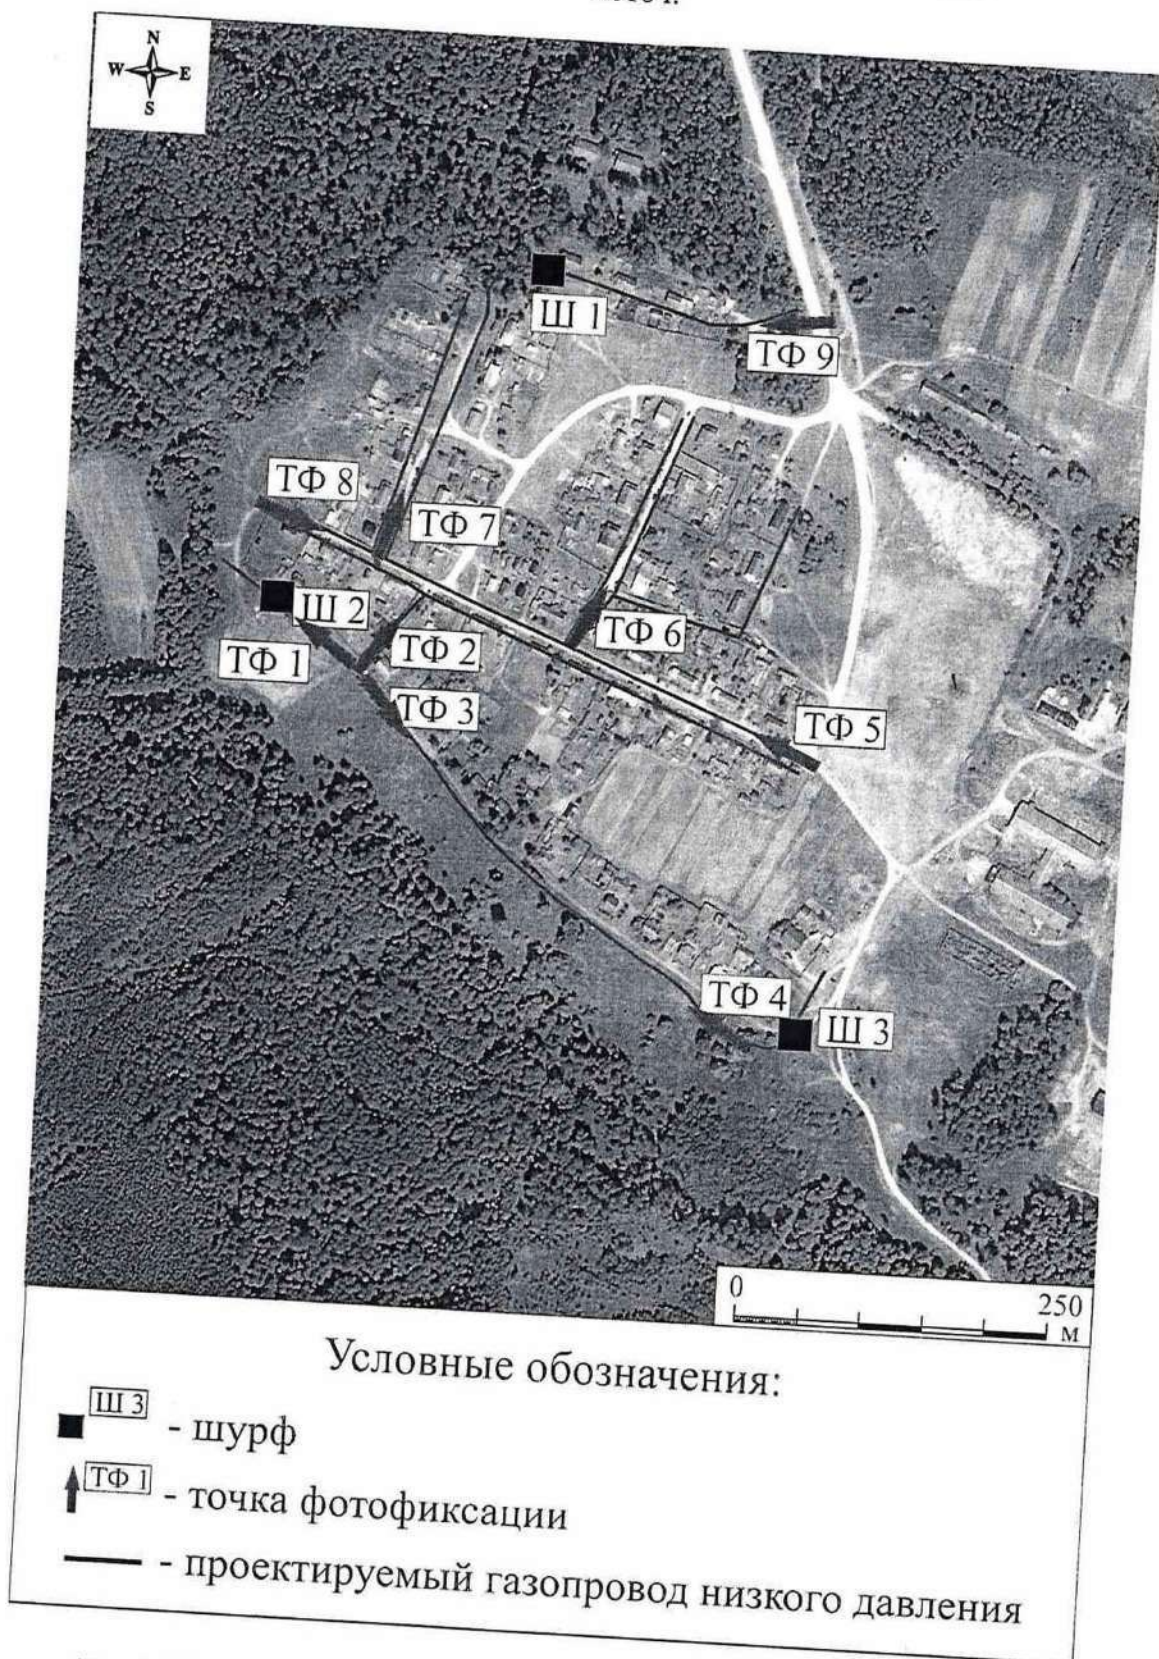 N
W E
S
Ш 1
ТФ 9
ТФ 8
ТФ 7
Ш 2
ТФ 1
ТФ 2
ТФ 6
ТФ 3
ТФ 5
ТФ 4
Ш 3
0 250
м
Условные обозначения:
Ш 3 - шурф
ТФ 1 - точка фотофиксации
- проектируемый газопровод низкого давления